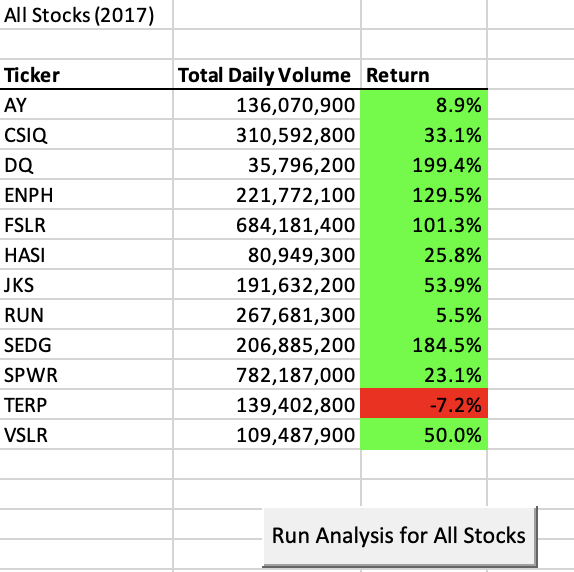 All Stocks (2017)
Ticker Total Daily Volume Return
AY 136,070,900 8.9%
CSIQ 310,592,800 33.1%
DQ 35,796,200 199.4%
ENPH 221,772,100 129.5%
FSLR 684,181,400 101.3%
HASI 80,949,300 25.8%
JKS 191,632,200 53.9%
RUN 267,681,300 5.5%
SEDG 206,885,200 184.5%
SPWR 782,187,000 23.1%
TERP 139,402,800 -7.2%
VSLR 109,487,900 50.0%
Run Analysis for All Stocks